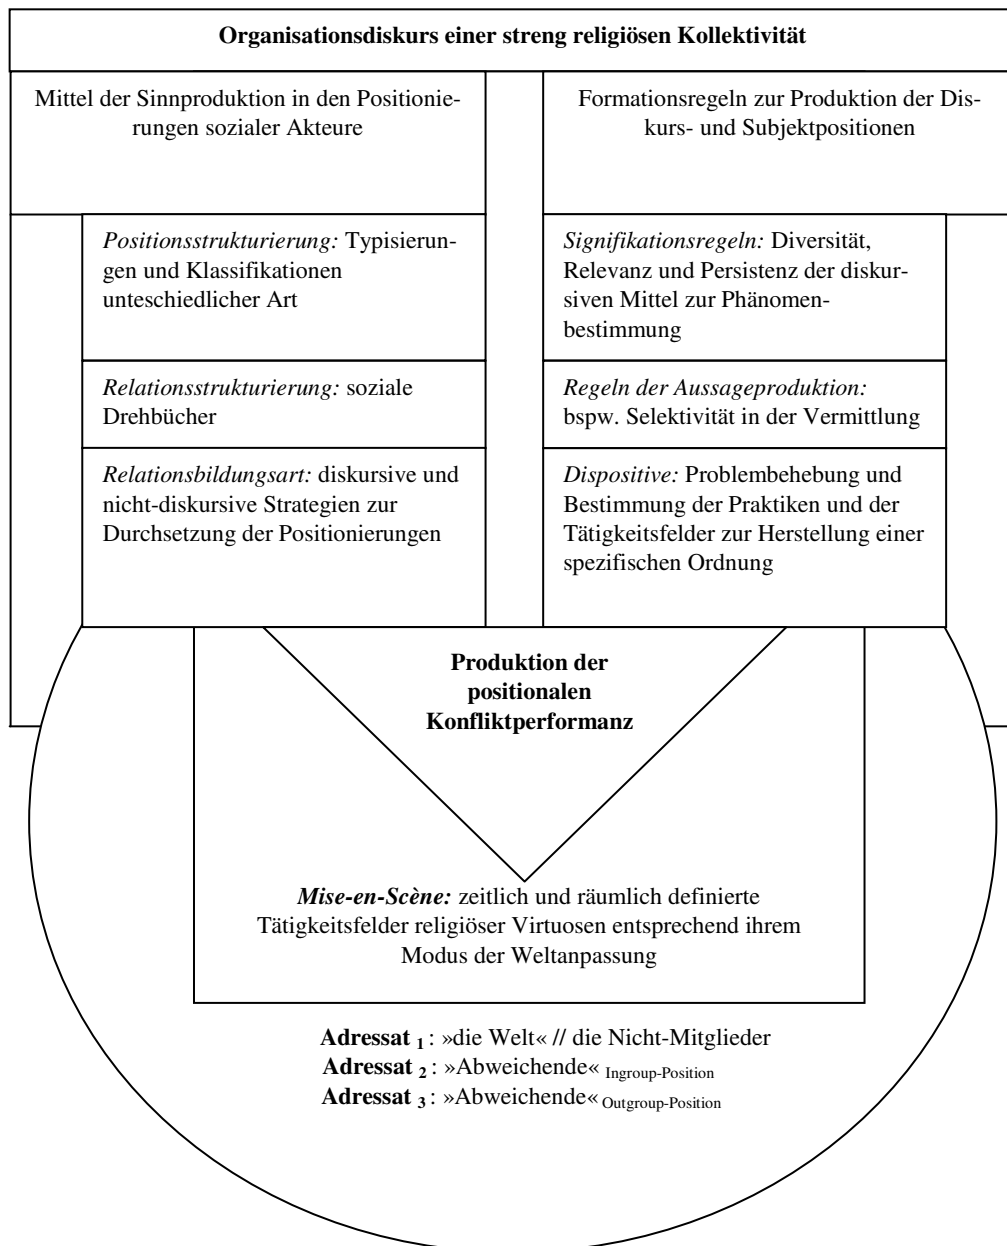 Organisationsdiskurs einer streng religiösen Kollektivität
Mittel der Sinnproduktion in den Positionie-
rungen sozialer Akteure
Formationsregeln zur Produktion der Dis-
kurs- und Subjektpositionen
Positionsstrukturierung: Typisierun-
gen und Klassifikationen
unteschiedlicher Art
Signifikationsregeln: Diversität,
Relevanz und Persistenz der diskur-
siven Mittel zur Phänomen-
bestimmung
Relationsstrukturierung: soziale
Drehbücher
Regeln der Aussageproduktion:
bspw. Selektivität in der Vermittlung
Relationsbildungsart: diskursive und
nicht-diskursive Strategien zur
Durchsetzung der Positionierungen
Dispositive: Problembehebung und
Bestimmung der Praktiken und der
Tätigkeitsfelder zur Herstellung einer
spezifischen Ordnung
Produktion der
positionalen
Konfliktperformanz
Mise-en-Scène: zeitlich und räumlich definierte
Tätigkeitsfelder religiöser Virtuosen entsprechend ihrem
Modus der Weltanpassung
Adressat 1 : »die Welt« // die Nicht-Mitglieder
Adressat 2 : »Abweichende« Ingroup-Position
Adressat 3 : »Abweichende« Outgroup-Position